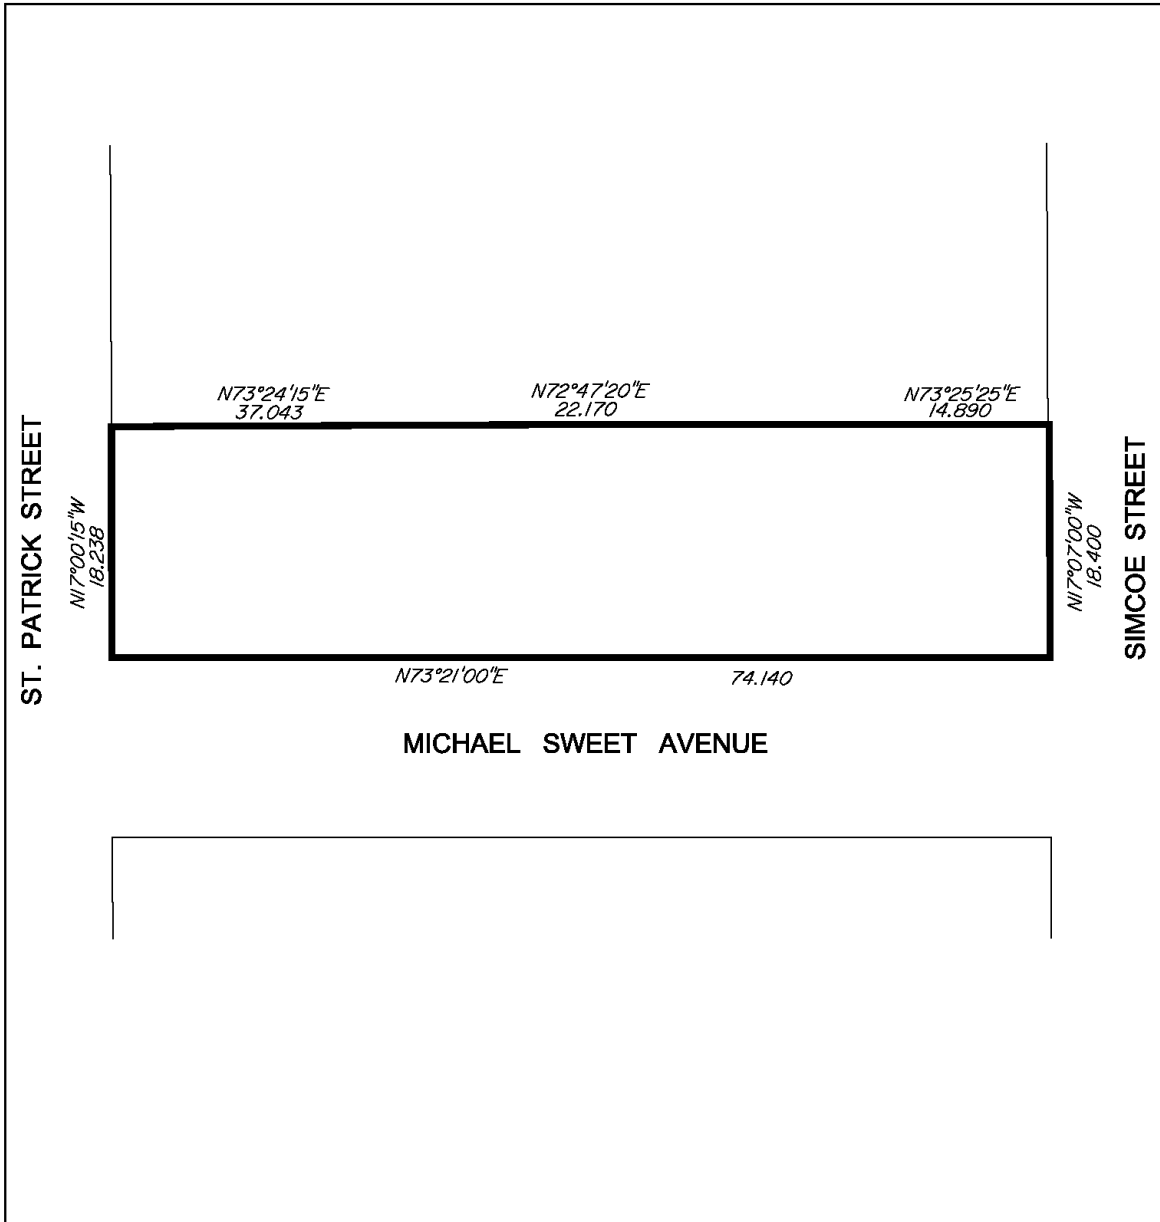 N73°24'15"E
37.043
N72°47'20"E
22.170
N73°25'25"E
14.890
ST. PATRICK STREET
N17°00'15"W
18.238
N17°07'00"W
18.400
SIMCOE STREET
N73°21'00"E 74.140
MICHAEL SWEET AVENUE